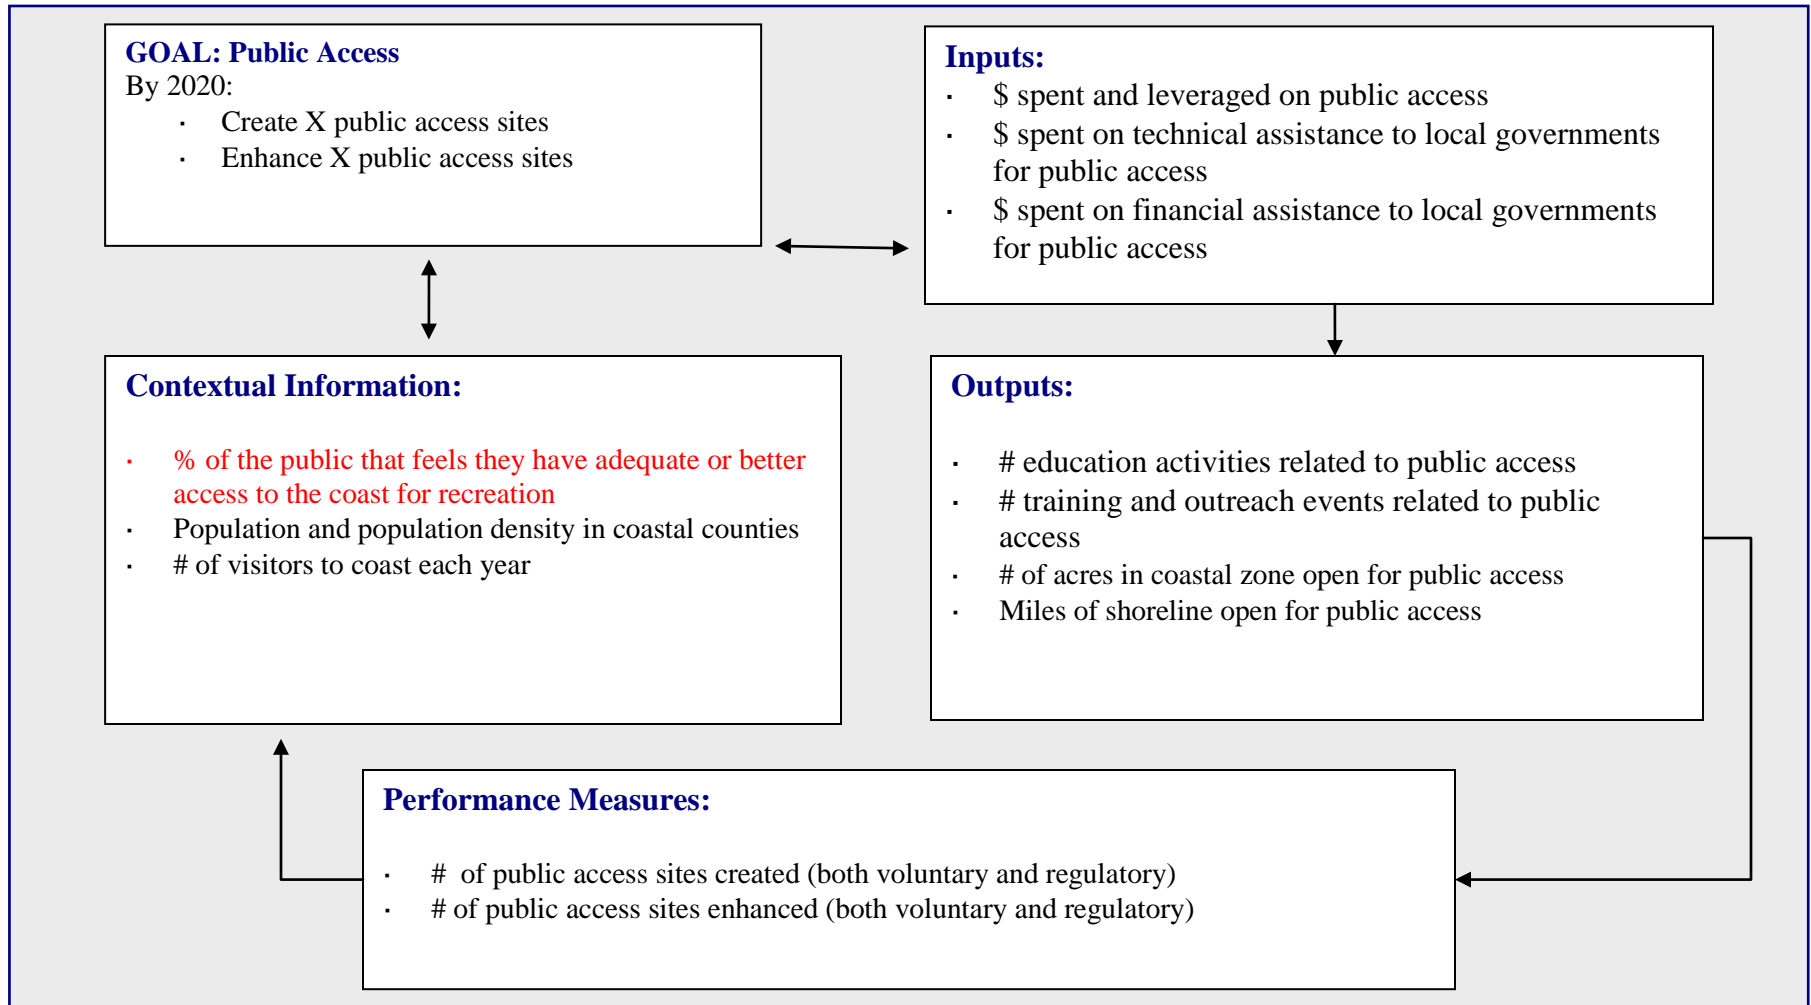 GOAL: Public Access
By 2020:
· Create X public access sites
· Enhance X public access sites
Inputs:
· $ spent and leveraged on public access
· $ spent on technical assistance to local governments
for public access
· $ spent on financial assistance to local governments
for public access
Contextual Information:
· % of the public that feels they have adequate or better
access to the coast for recreation
· Population and population density in coastal counties
· # of visitors to coast each year
Outputs:
· # education activities related to public access
· # training and outreach events related to public
access
· # of acres in coastal zone open for public access
· Miles of shoreline open for public access
Performance Measures:
· # of public access sites created (both voluntary and regulatory)
· # of public access sites enhanced (both voluntary and regulatory)